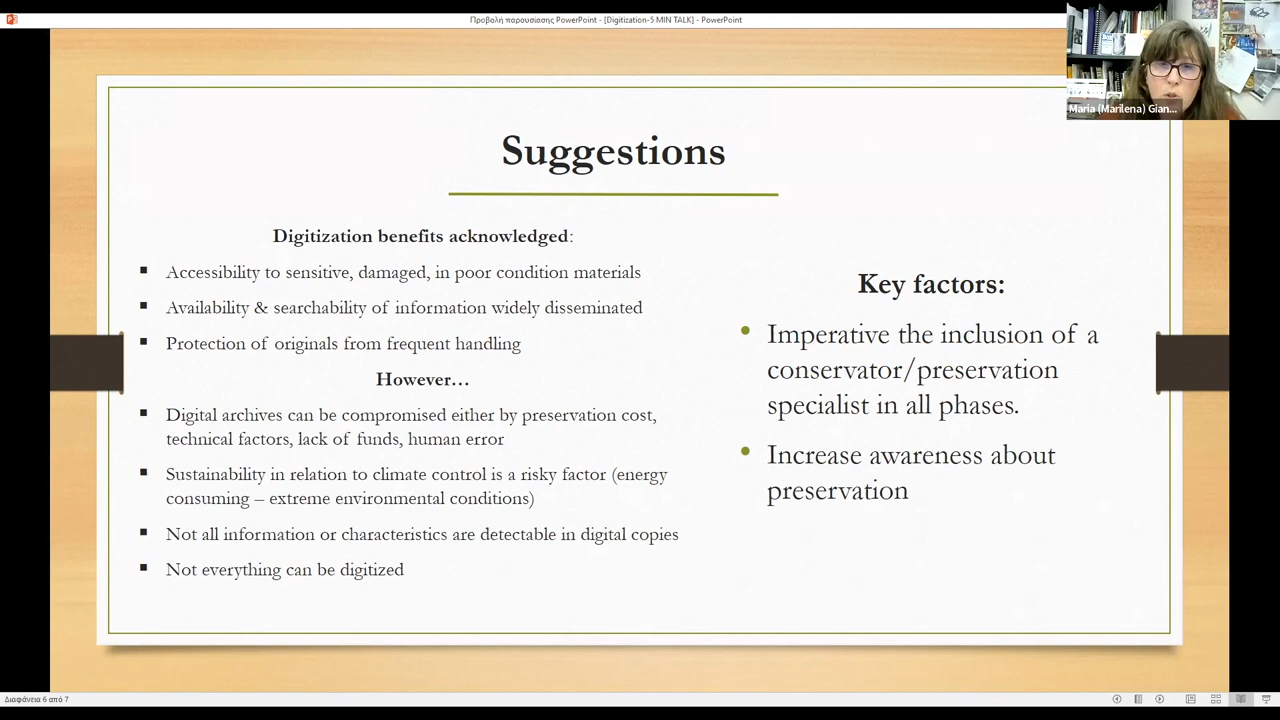 Προβολή παρουσίασης PowerPoint - [Digitization-5 MIN TALK] - PowerPoint
Maria (Marilena) Gian...
Suggestions
Digitization benefits acknowledged:
▪ Accessibility to sensitive, damaged, in poor condition materials
▪ Availability & searchability of information widely disseminated
▪ Protection of originals from frequent handling
However…
▪ Digital archives can be compromised either by preservation cost,
technical factors, lack of funds, human error
▪ Sustainability in relation to climate control is a risky factor (energy
consuming – extreme environmental conditions)
▪ Not all information or characteristics are detectable in digital copies
▪ Not everything can be digitized
Key factors:
• Imperative the inclusion of a
conservator/preservation
specialist in all phases.
• Increase awareness about
preservation
Διαφάνεια 6 από 7